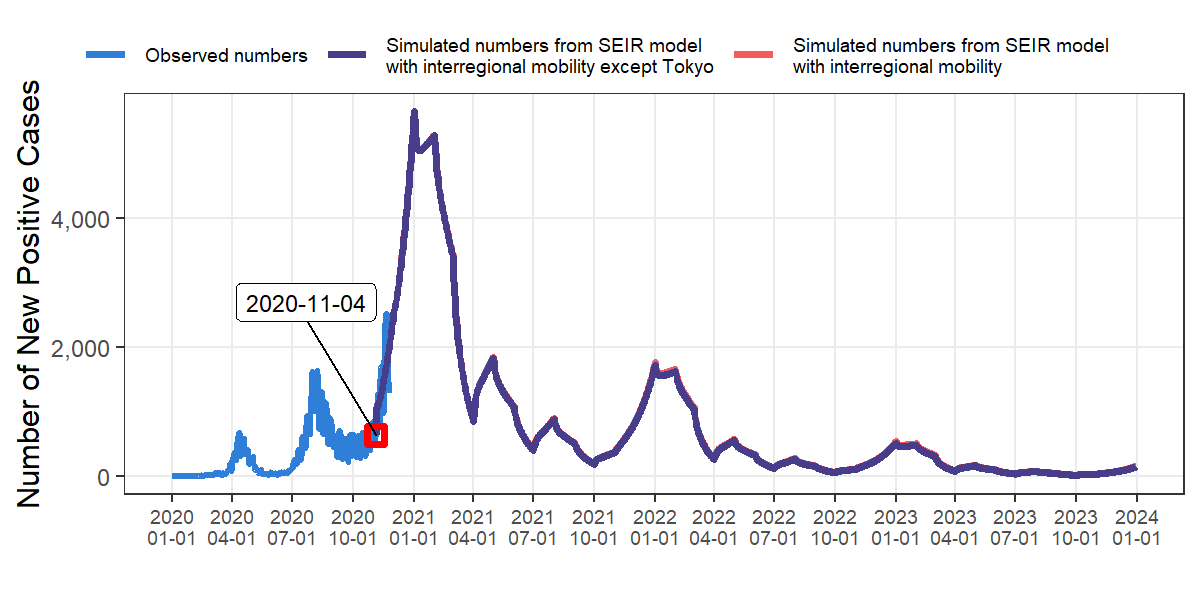 Observed numbers
Simulated numbers from SEIR model
with interregional mobility except Tokyo
Simulated numbers from SEIR model
with interregional mobility
Number of New Positive Cases
4,000
2,000
0
2020-11-04
2020 2020 2020 2020 2021 2021 2021 2021 2022 2022 2022 2022 2023 2023 2023 2023 2024
01-01 04-01 07-01 10-01 01-01 04-01 07-01 10-01 01-01 04-01 07-01 10-01 01-01 04-01 07-01 10-01 01-01